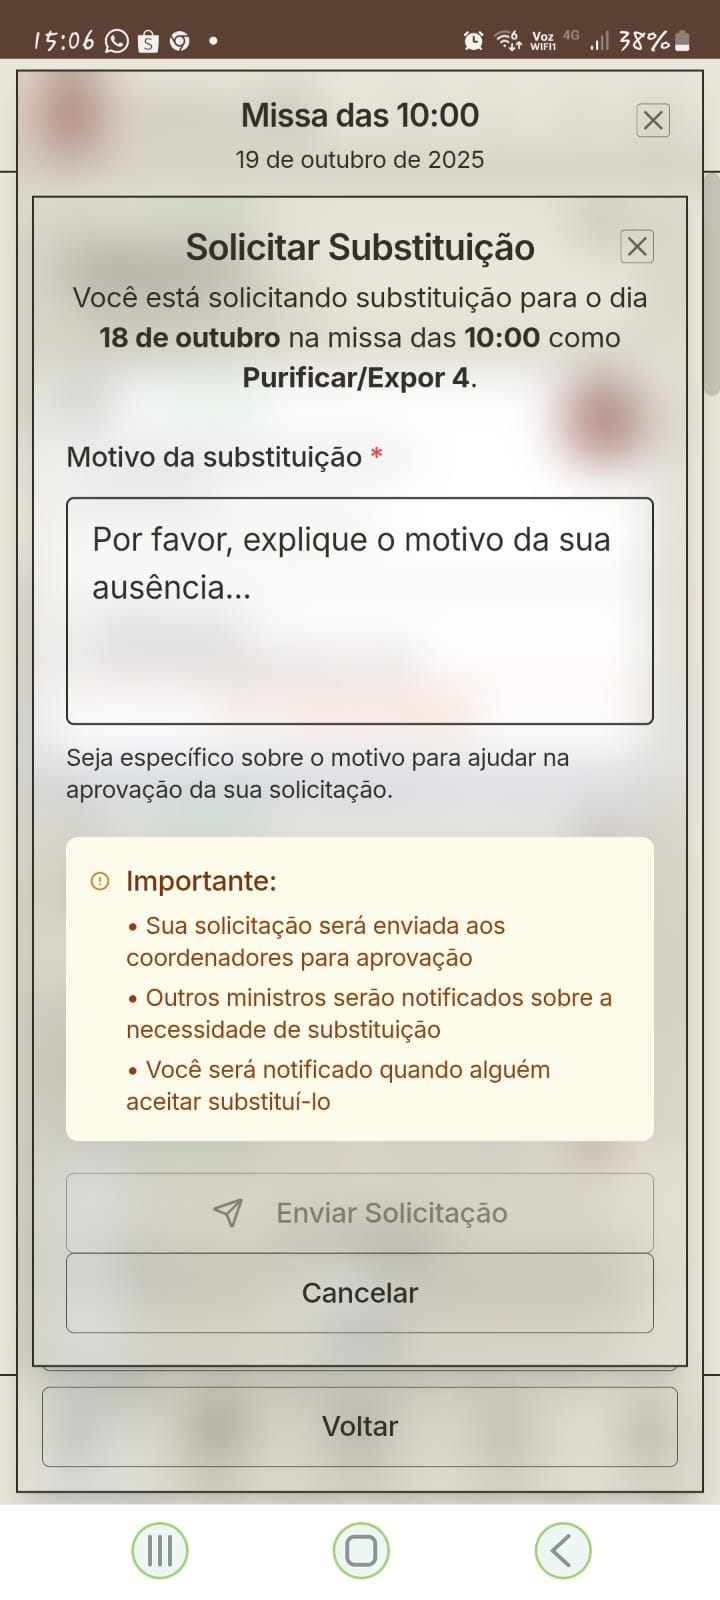 15:06
Voz
WIFI1
4G
38%
Missa das 10:00
19 de outubro de 2025
Solicitar Substituição
Você está solicitando substituição para o dia
18 de outubro na missa das 10:00 como
Purificar/Expor 4.
Motivo da substituição *
Por favor, explique o motivo da sua
ausência...
Seja específico sobre o motivo para ajudar na
aprovação da sua solicitação.
Importante:
• Sua solicitação será enviada aos
coordenadores para aprovação
• Outros ministros serão notificados sobre a
necessidade de substituição
• Você será notificado quando alguém
aceitar substituí-lo
Enviar Solicitação
Cancelar
Voltar